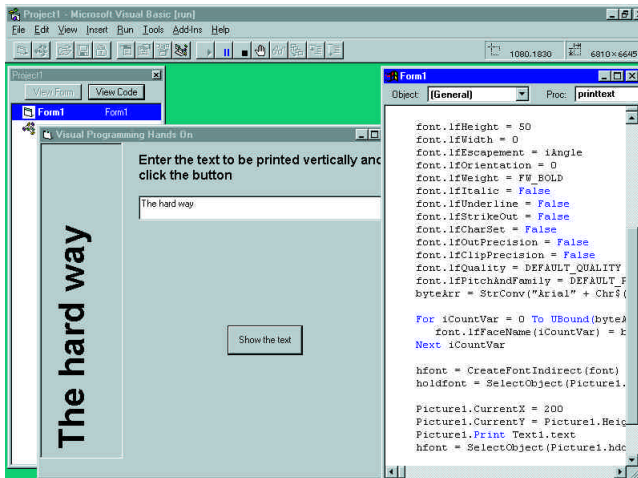 Project1 - Microsoft Visual Basic [run]
File Edit View Insert Run Tools Add-Ins Help
1080,1830 6810×6645
Project1
View Form View Code
Form1 Form1
Visual Programming Hands On
Enter the text to be printed vertically and
click the button
The hard way
The hard way
Show the text
Form1
Object: (General) Proc: printtext
font.lfHeight = 50
font.lfWidth = 0
font.lfEscapement = iAngle
font.lfOrientation = 0
font.lfWeight = FW_BOLD
font.lfItalic = False
font.lfUnderline = False
font.lfStrikeOut = False
font.lfCharSet = False
font.lfOutPrecision = False
font.lfClipPrecision = False
font.lfQuality = DEFAULT_QUALITY
font.lfPitchAndFamily = DEFAULT_P
byteArr = StrConv("Arial" + Chr$(
For iCountVar = 0 To UBound(byteA
font.lfFaceName(iCountVar) = b
Next iCountVar
hfont = CreateFontIndirect(font)
holdfont = SelectObject(Picture1.
Picture1.CurrentX = 200
Picture1.CurrentY = Picture1.Heig
Picture1.Print Text1.text
hfont = SelectObject(Picture1.hdc